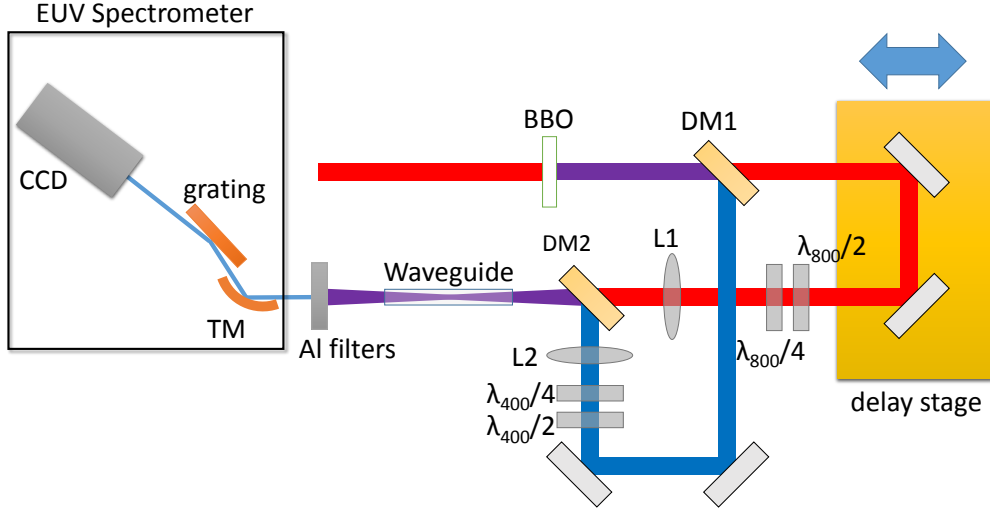 EUV Spectrometer
BBO
DM1
CCD
grating
DM2
L1
λ800/2
Waveguide
TM
Al filters
L2
λ800/4
λ400/4
λ400/2
delay stage